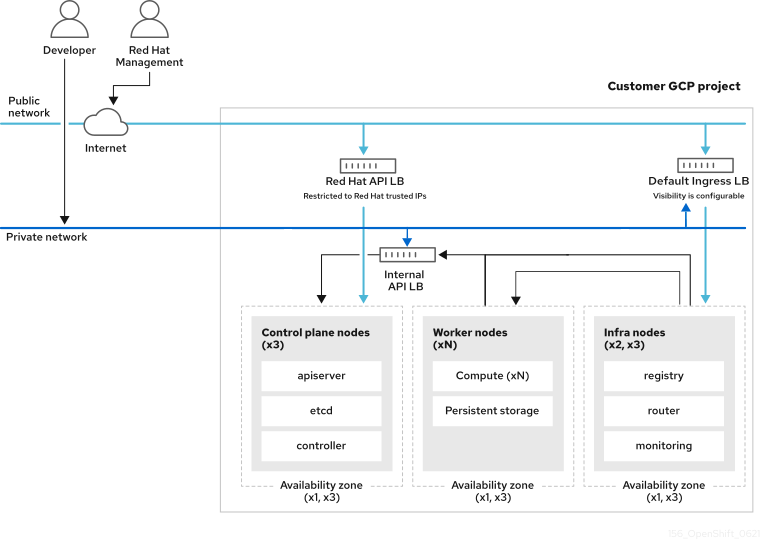 Developer
Red Hat
Management
Customer GCP project
Public
network
Internet
Red Hat API LB
Restricted to Red Hat trusted IPs
Default Ingress LB
Visibility is configurable
Private network
Internal
API LB
Control plane nodes
(x3)
apiserver
etcd
controller
Availability zone
(x1, x3)
Worker nodes
(xN)
Compute (xN)
Persistent storage
Availability zone
(x1, x3)
Infra nodes
(x2, x3)
registry
router
monitoring
Availability zone
(x1, x3)
156_OpenShift_0621